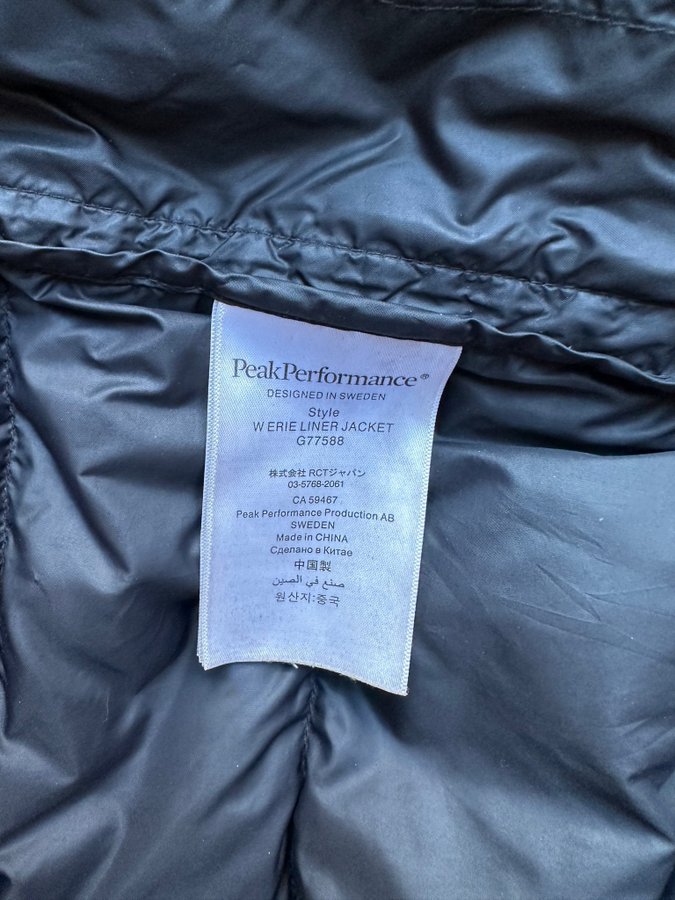 PeakPerformance®
DESIGNED IN SWEDEN
Style
W ERIE LINER JACKET
G77588
株式会社 RCTジャパン
03-5768-2061
CA 59467
Peak Performance Production AB
SWEDEN
Made in CHINA
Сделано в Китае
中国製
صنع في الصين
원산지:중국